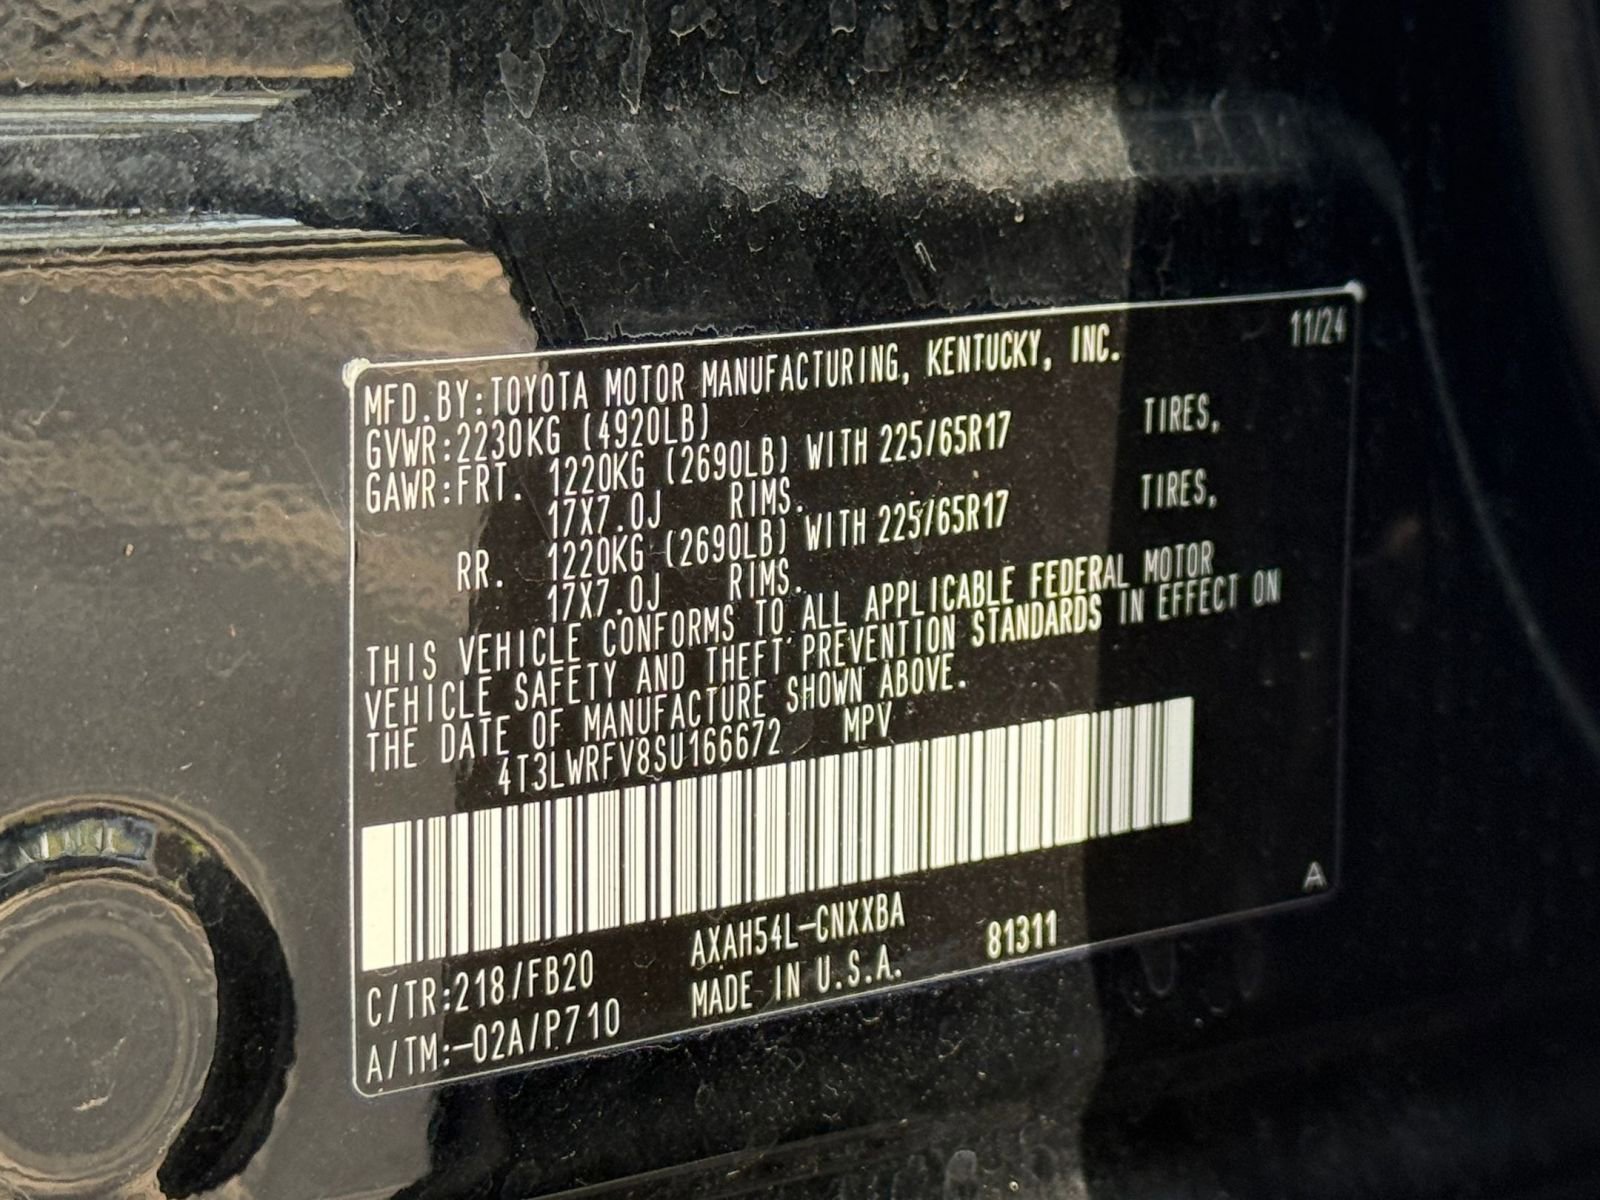 11/24
MFD.BY:TOYOTA MOTOR MANUFACTURING, KENTUCKY, INC.
GVWR:2230KG (4920LB)
GAWR:FRT. 1220KG (2690LB) WITH 225/65R17 TIRES,
17X7.0J RIMS.
RR. 1220KG (2690LB) WITH 225/65R17 TIRES,
17X7.0J RIMS.
THIS VEHICLE CONFORMS TO ALL APPLICABLE FEDERAL MOTOR
VEHICLE SAFETY AND THEFT PREVENTION STANDARDS IN EFFECT ON
THE DATE OF MANUFACTURE SHOWN ABOVE.
4T3LWRFV8SU166672 MPV
A
C/TR:218/FB20 AXAH54L-CNXXBA 81311
A/TM:-02A/P710 MADE IN U.S.A.